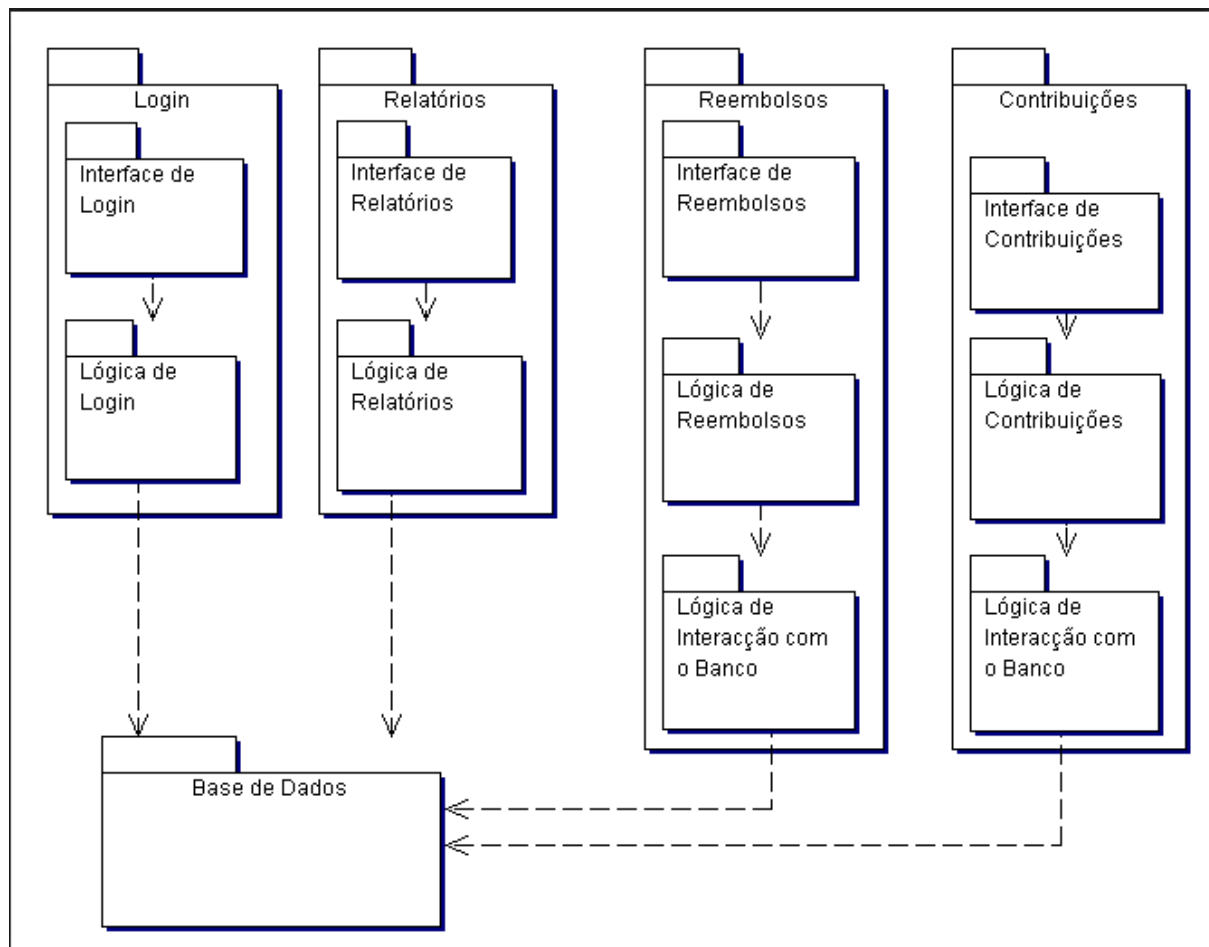 Login
Interface de
Login
Lógica de
Login
Relatórios
Interface de
Relatórios
Lógica de
Relatórios
Reembolsos
Interface de
Reembolsos
Lógica de
Reembolsos
Lógica de
Interacção com
o Banco
Contribuições
Interface de
Contribuições
Lógica de
Contribuições
Lógica de
Interacção com
o Banco
Base de Dados